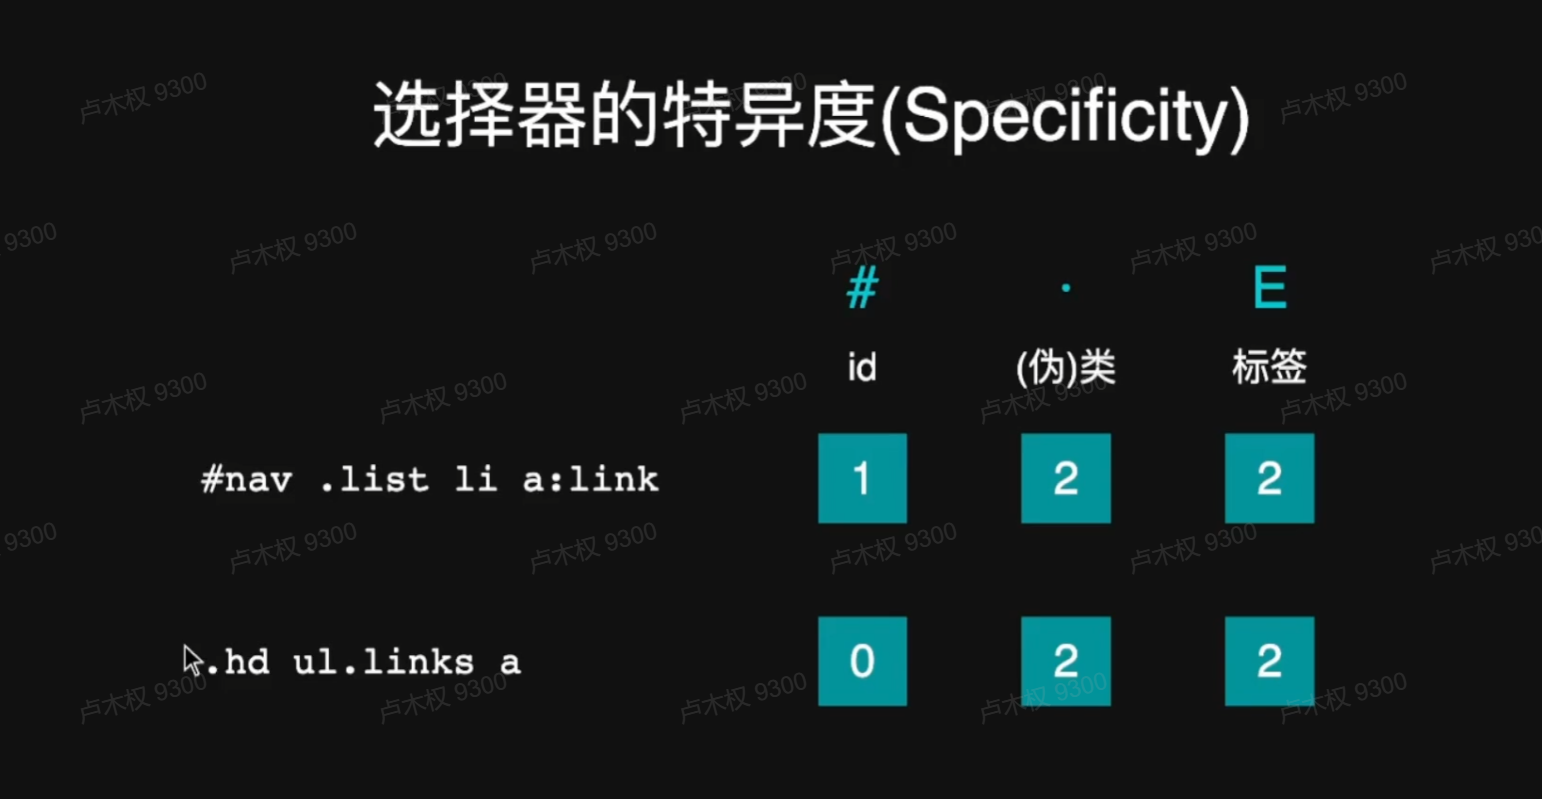 选择器的特异度(Specificity)
# . E
id (伪)类 标签
#nav .list li a:link 1 2 2
.hd ul.links a 0 2 2
卢木权 9300